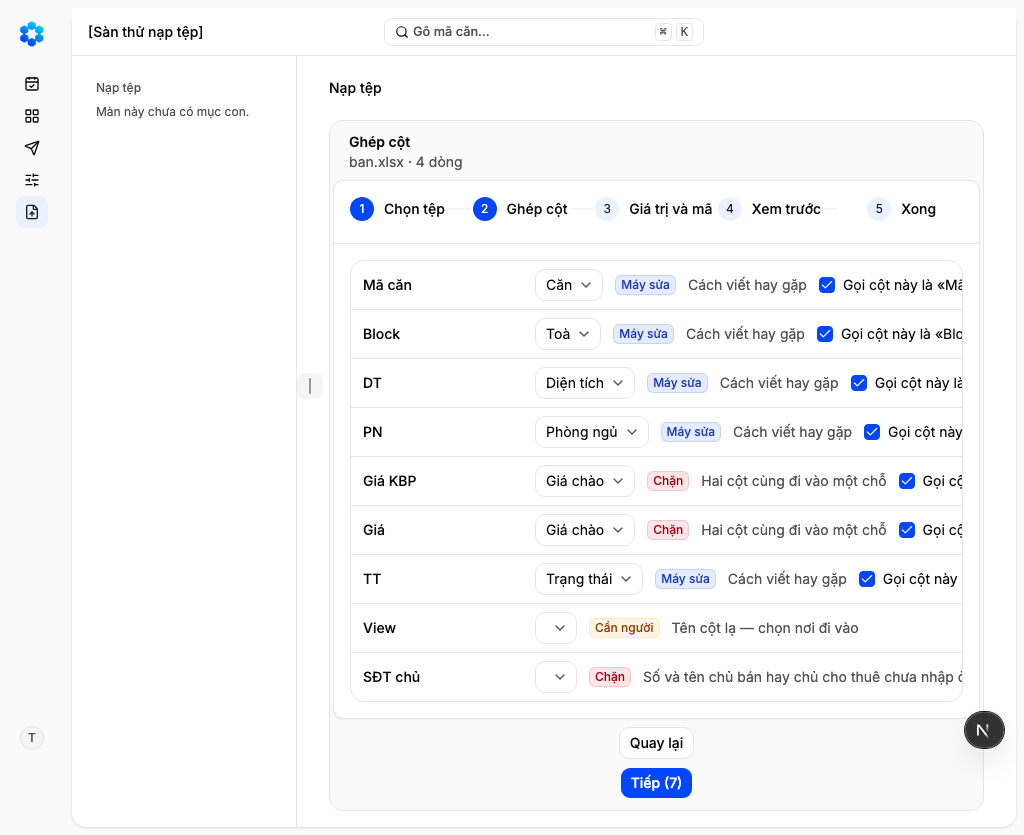 [Sàn thử nạp tệp]
Gõ mã căn...
⌘ K
Nạp tệp
Màn này chưa có mục con.
Nạp tệp
Ghép cột
ban.xlsx · 4 dòng
1 Chọn tệp 2 Ghép cột 3 Giá trị và mã 4 Xem trước 5 Xong
Mã căn Căn Máy sửa Cách viết hay gặp Gọi cột này là «Mã
Block Toà Máy sửa Cách viết hay gặp Gọi cột này là «Blo
DT Diện tích Máy sửa Cách viết hay gặp Gọi cột này là
PN Phòng ngủ Máy sửa Cách viết hay gặp Gọi cột này
Giá KBP Giá chào Chặn Hai cột cùng đi vào một chỗ Gọi cộ
Giá Giá chào Chặn Hai cột cùng đi vào một chỗ Gọi cộ
TT Trạng thái Máy sửa Cách viết hay gặp Gọi cột này
View Cần người Tên cột lạ — chọn nơi đi vào
SĐT chủ Chặn Số và tên chủ bán hay chủ cho thuê chưa nhập
Quay lại
Tiếp (7)
T
N